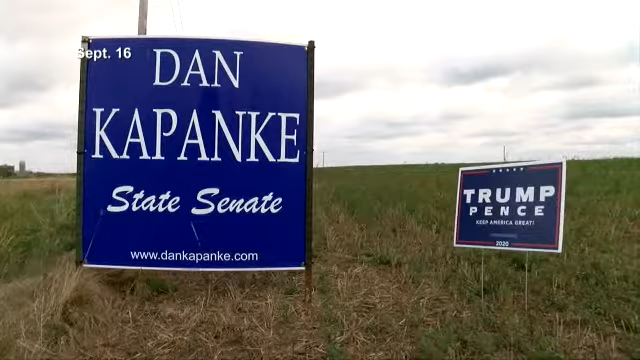 Sept. 16
DAN
KAPANKE
State Senate
www.dankapanke.com
TRUMP
PENCE
KEEP AMERICA GREAT!
2020